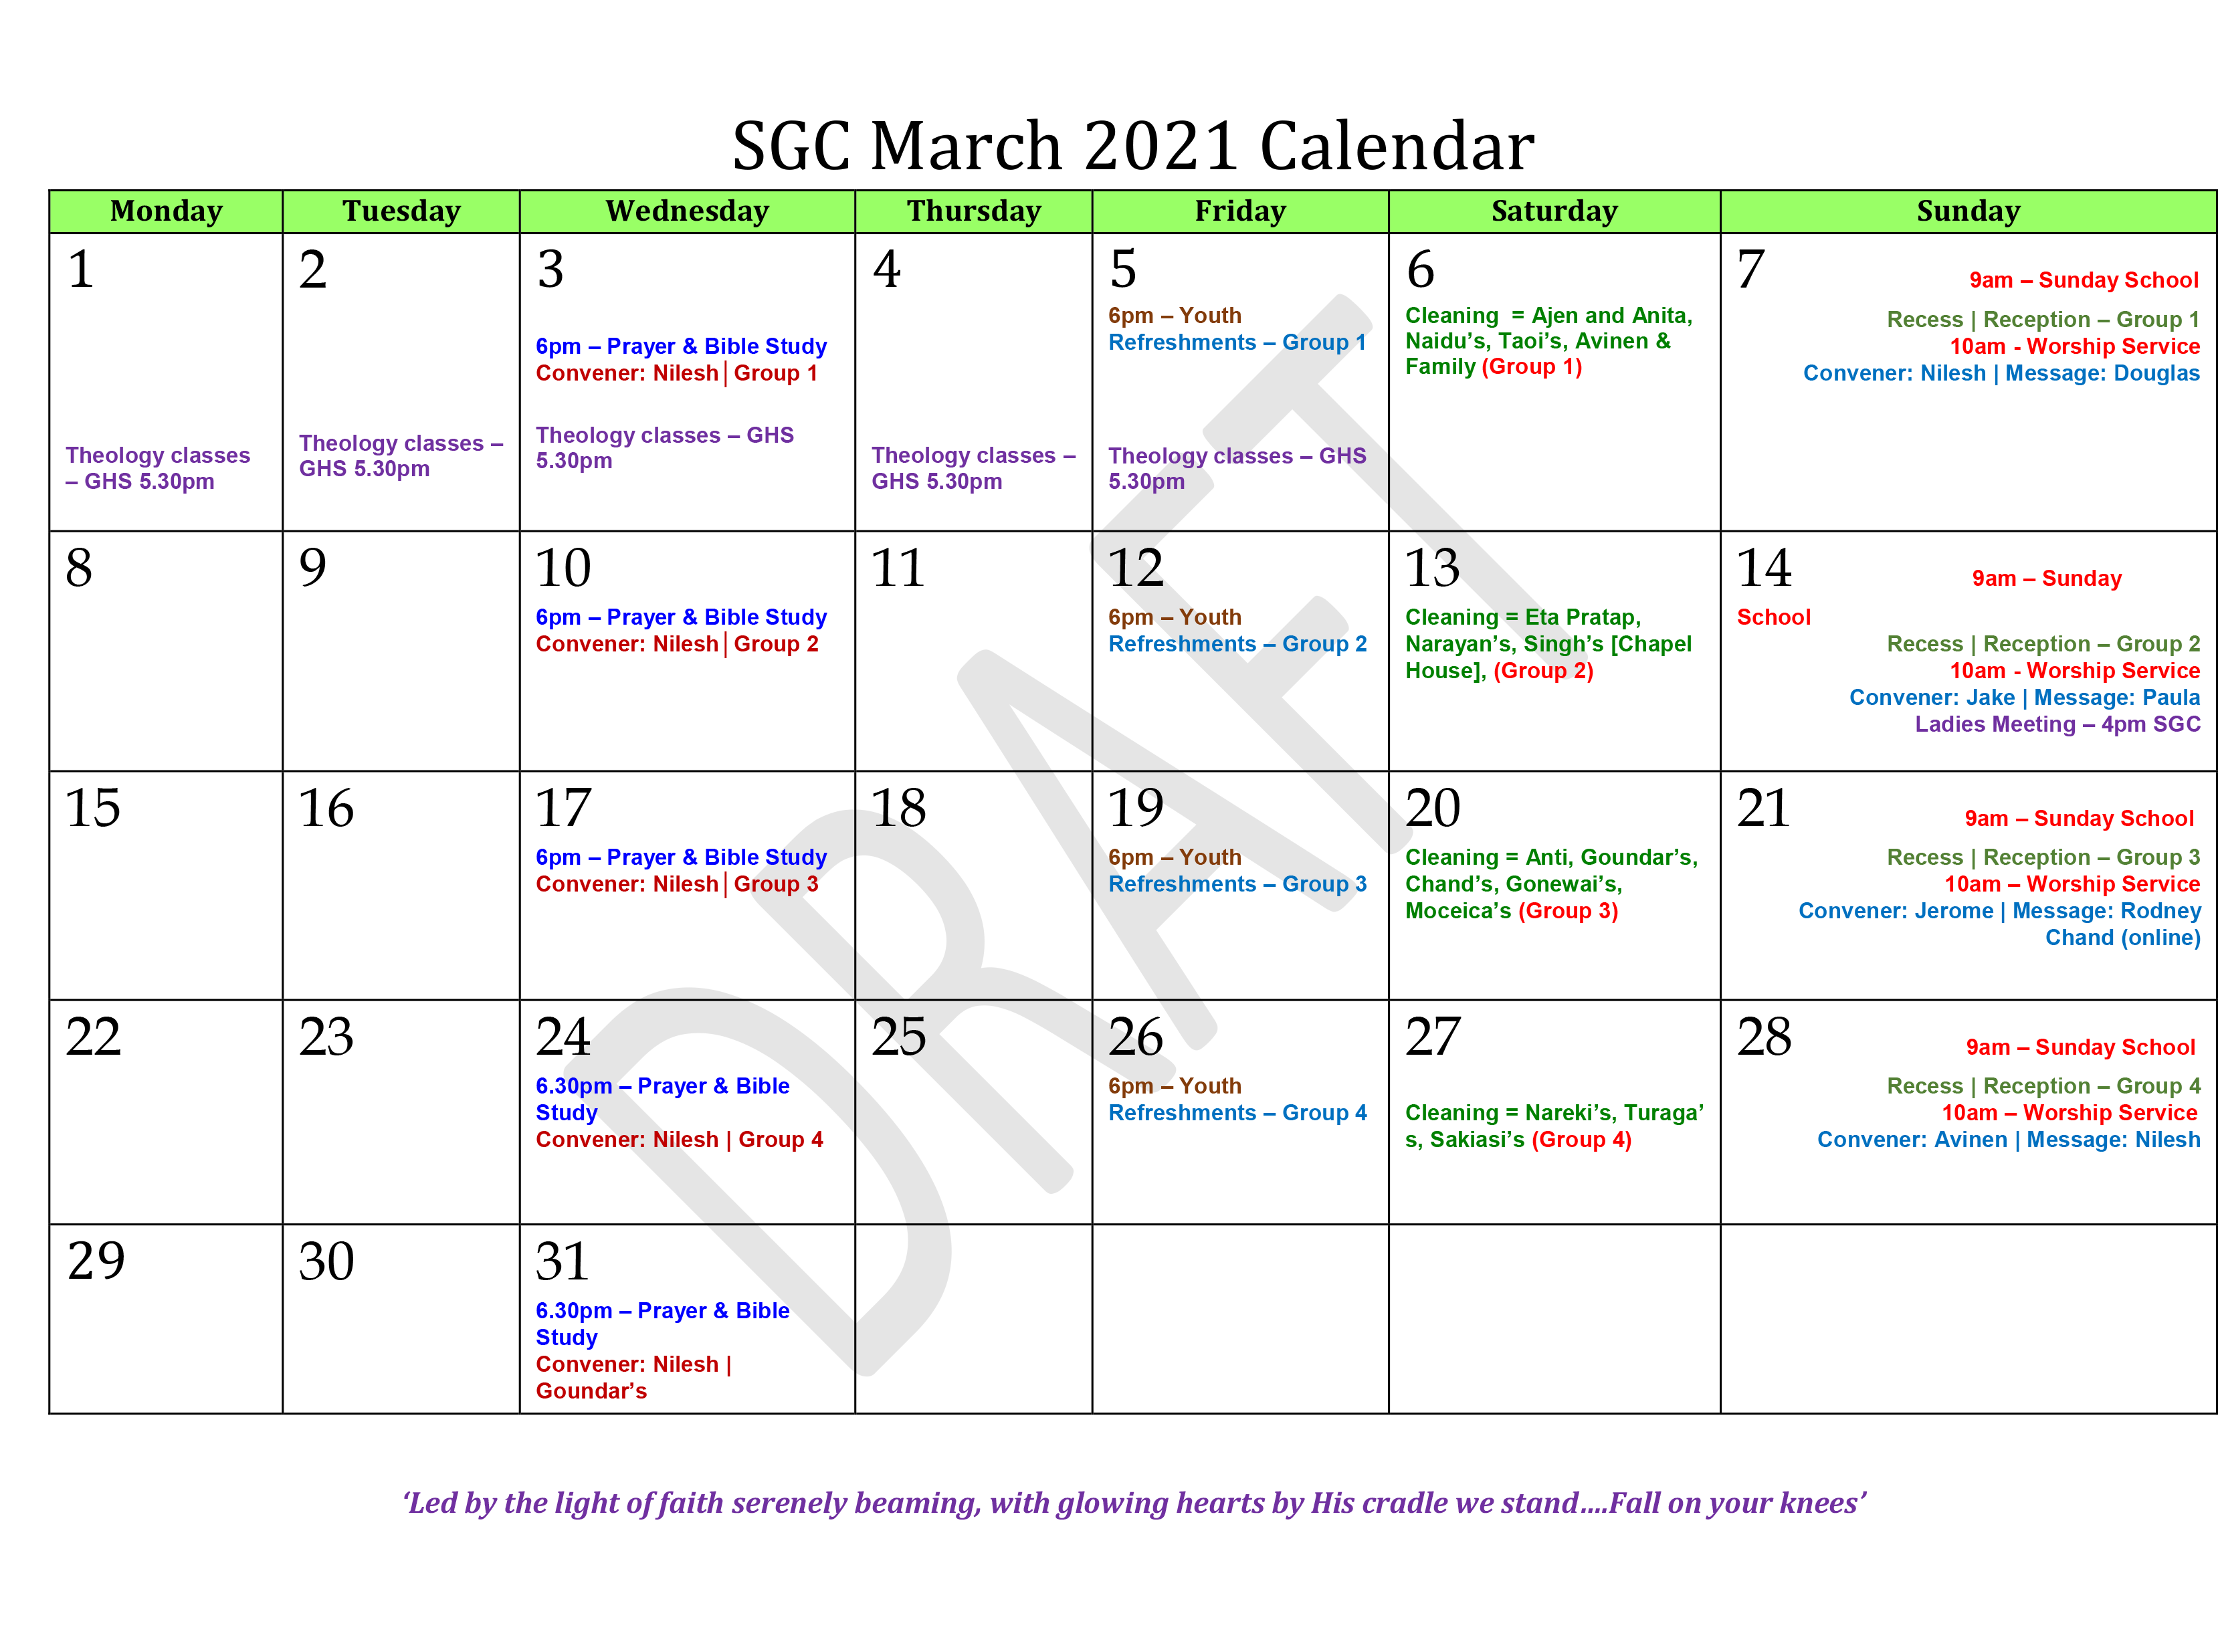 SGC March 2021 Calendar
Monday Tuesday Wednesday Thursday Friday Saturday Sunday
1
Theology classes
– GHS 5.30pm
2
Theology classes –
GHS 5.30pm
3
6pm – Prayer & Bible Study
Convener: Nilesh│Group 1
Theology classes – GHS
5.30pm
4
Theology classes –
GHS 5.30pm
5
6pm – Youth
Refreshments – Group 1
Theology classes – GHS
5.30pm
6
Cleaning = Ajen and Anita,
Naidu’s, Taoi’s, Avinen &
Family (Group 1)
7 9am – Sunday School
Recess | Reception – Group 1
10am - Worship Service
Convener: Nilesh | Message: Douglas
8
9
10
6pm – Prayer & Bible Study
Convener: Nilesh│Group 2
11
12
6pm – Youth
Refreshments – Group 2
13
Cleaning = Eta Pratap,
Narayan’s, Singh’s [Chapel
House], (Group 2)
14 9am – Sunday
School
Recess | Reception – Group 2
10am - Worship Service
Convener: Jake | Message: Paula
Ladies Meeting – 4pm SGC
15
16
17
6pm – Prayer & Bible Study
Convener: Nilesh│Group 3
18
19
6pm – Youth
Refreshments – Group 3
20
Cleaning = Anti, Goundar’s,
Chand’s, Gonewai’s,
Moceica’s (Group 3)
21 9am – Sunday School
Recess | Reception – Group 3
10am – Worship Service
Convener: Jerome | Message: Rodney
Chand (online)
22
23
24
6.30pm – Prayer & Bible
Study
Convener: Nilesh | Group 4
25
26
6pm – Youth
Refreshments – Group 4
27
Cleaning = Nareki’s, Turaga’
s, Sakiasi’s (Group 4)
28 9am – Sunday School
Recess | Reception – Group 4
10am – Worship Service
Convener: Avinen | Message: Nilesh
29
30
31
6.30pm – Prayer & Bible
Study
Convener: Nilesh |
Goundar’s
DRAFT
‘Led by the light of faith serenely beaming, with glowing hearts by His cradle we stand....Fall on your knees’